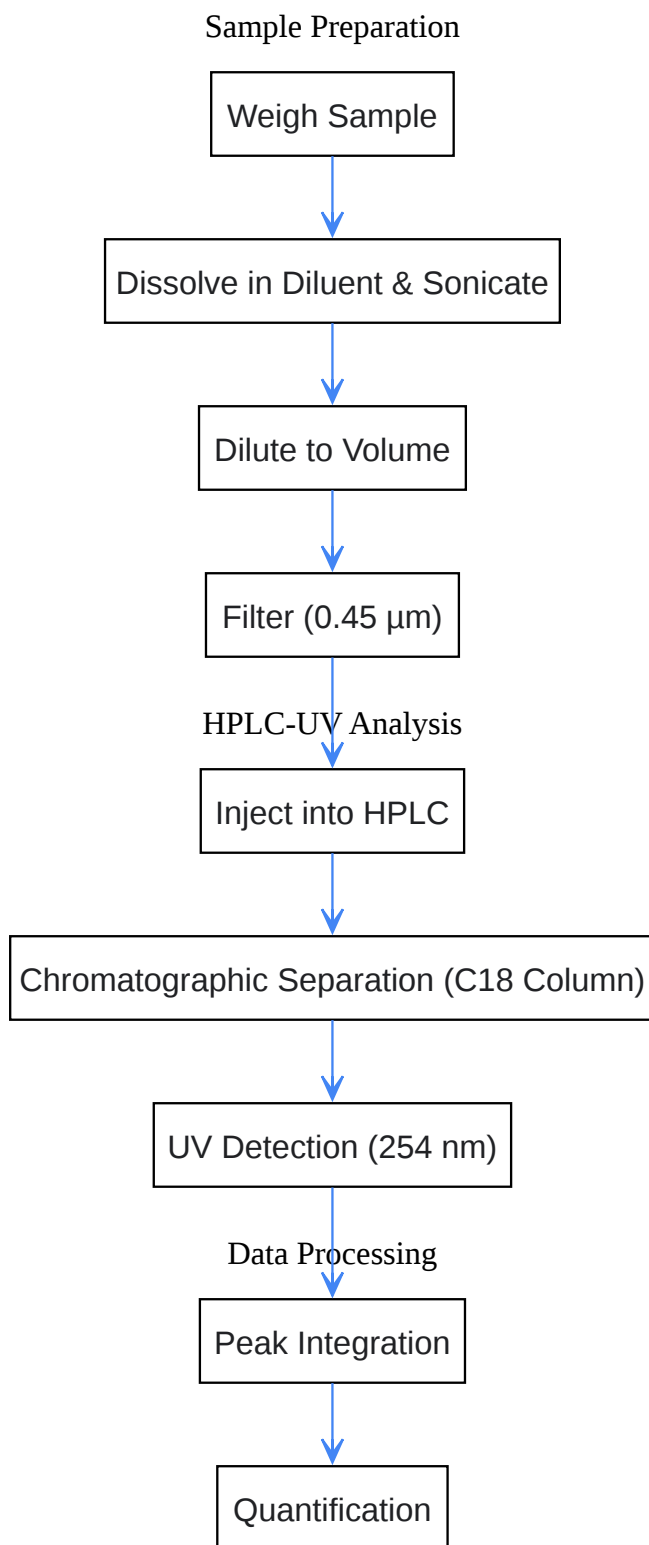 Sample Preparation
Weigh Sample
Dissolve in Diluent & Sonicate
Dilute to Volume
Filter (0.45 µm)
HPLC-UV Analysis
Inject into HPLC
Chromatographic Separation (C18 Column)
UV Detection (254 nm)
Data Processing
Peak Integration
Quantification